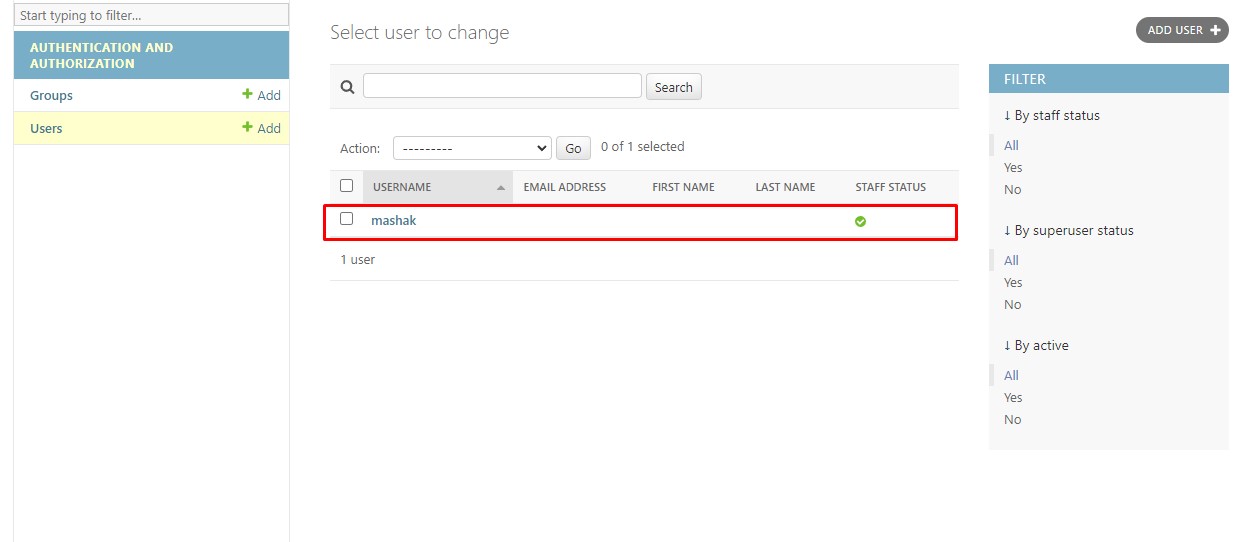 Start typing to filter...
AUTHENTICATION AND
AUTHORIZATION
Groups + Add
Users + Add
Select user to change
ADD USER +
Search
Action: --------- Go 0 of 1 selected
USERNAME EMAIL ADDRESS FIRST NAME LAST NAME STAFF STATUS
mashak
1 user
FILTER
↓ By staff status
All
Yes
No
↓ By superuser status
All
Yes
No
↓ By active
All
Yes
No